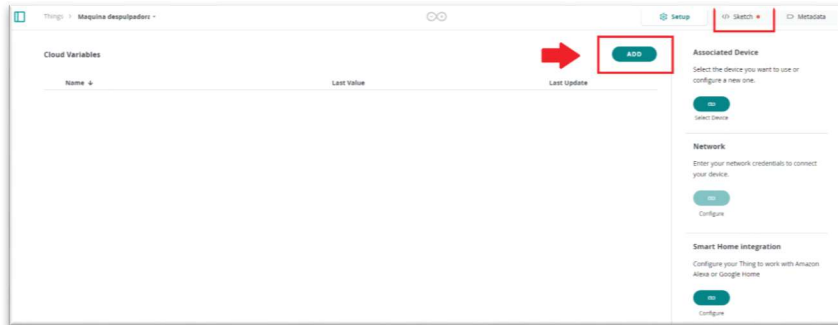 Things > Maquina despulpadora
Setup
</> Sketch
Metadata
Cloud Variables
ADD
Name ↓
Last Value
Last Update
Associated Device
Select the device you want to use or
configure a new one.
Select Device
Network
Enter your network credentials to connect
your device.
Configure
Smart Home integration
Configure your Thing to work with Amazon
Alexa or Google Home
Configure